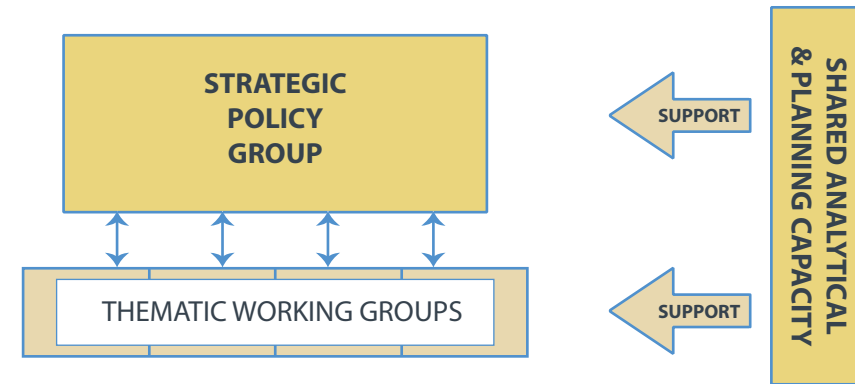 STRATEGIC
POLICY
GROUP
SUPPORT
THEMATIC WORKING GROUPS
SUPPORT
SHARED ANALYTICAL
& PLANNING CAPACITY